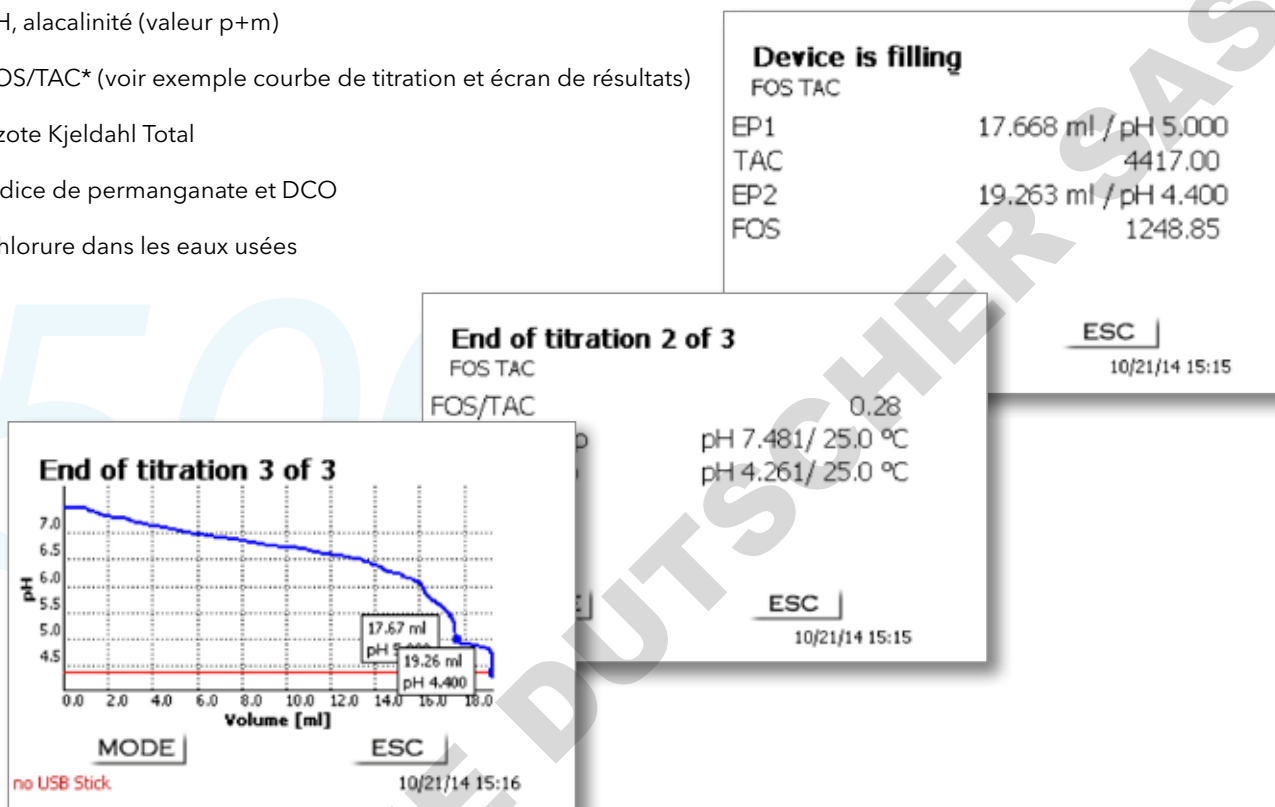 H, alacalinité (valeur p+m)
OS/TAC* (voir exemple courbe de titration et écran de résultats)
zote Kjeldahl Total
dice de permanganate et DCO
hlorure dans les eaux usées
Device is filling
FOS TAC
EP1 17.668 ml / pH 5.000
TAC 4417.00
EP2 19.263 ml / pH 4.400
FOS 1248.85
ESC
10/21/14 15:15
End of titration 2 of 3
FOS TAC
FOS/TAC 0.28
pH 7.481/ 25.0 °C
pH 4.261/ 25.0 °C
ESC
10/21/14 15:15
End of titration 3 of 3
7.0
6.5
6.0
5.5
5.0
4.5
pH
17.67 ml
pH
19.26 ml
pH 4.400
0.0 2.0 4.0 6.0 8.0 10.0 12.0 14.0 16.0 18.0
Volume [ml]
MODE ESC
no USB Stick 10/21/14 15:16
E DUTSCHER SAS